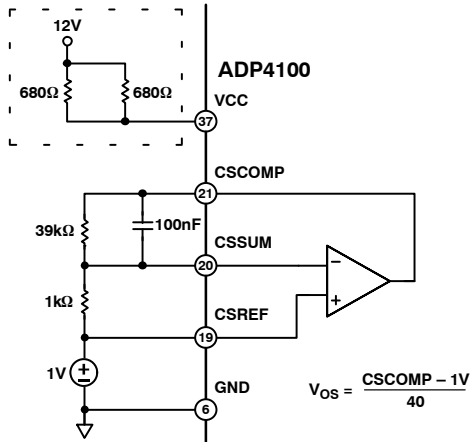 12V
680Ω
680Ω
ADP4100
VCC
37
CSCOMP
21
39kΩ
100nF
CSSUM
20
–
1kΩ
CSREF
+
19
1V
+
–
GND
6
VOS = CSCOMP – 1V
40